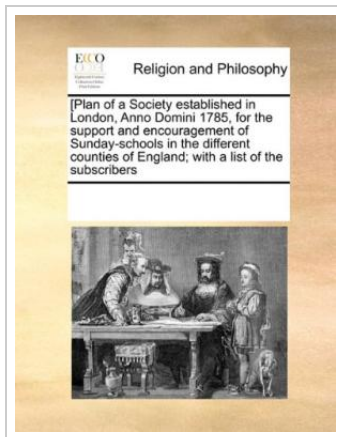 ECCO
Religion and Philosophy
[Plan of a Society established in
London, Anno Domini 1785, for the
support and encouragement of
Sunday-schools in the different
counties of England; with a list of the
subscribers